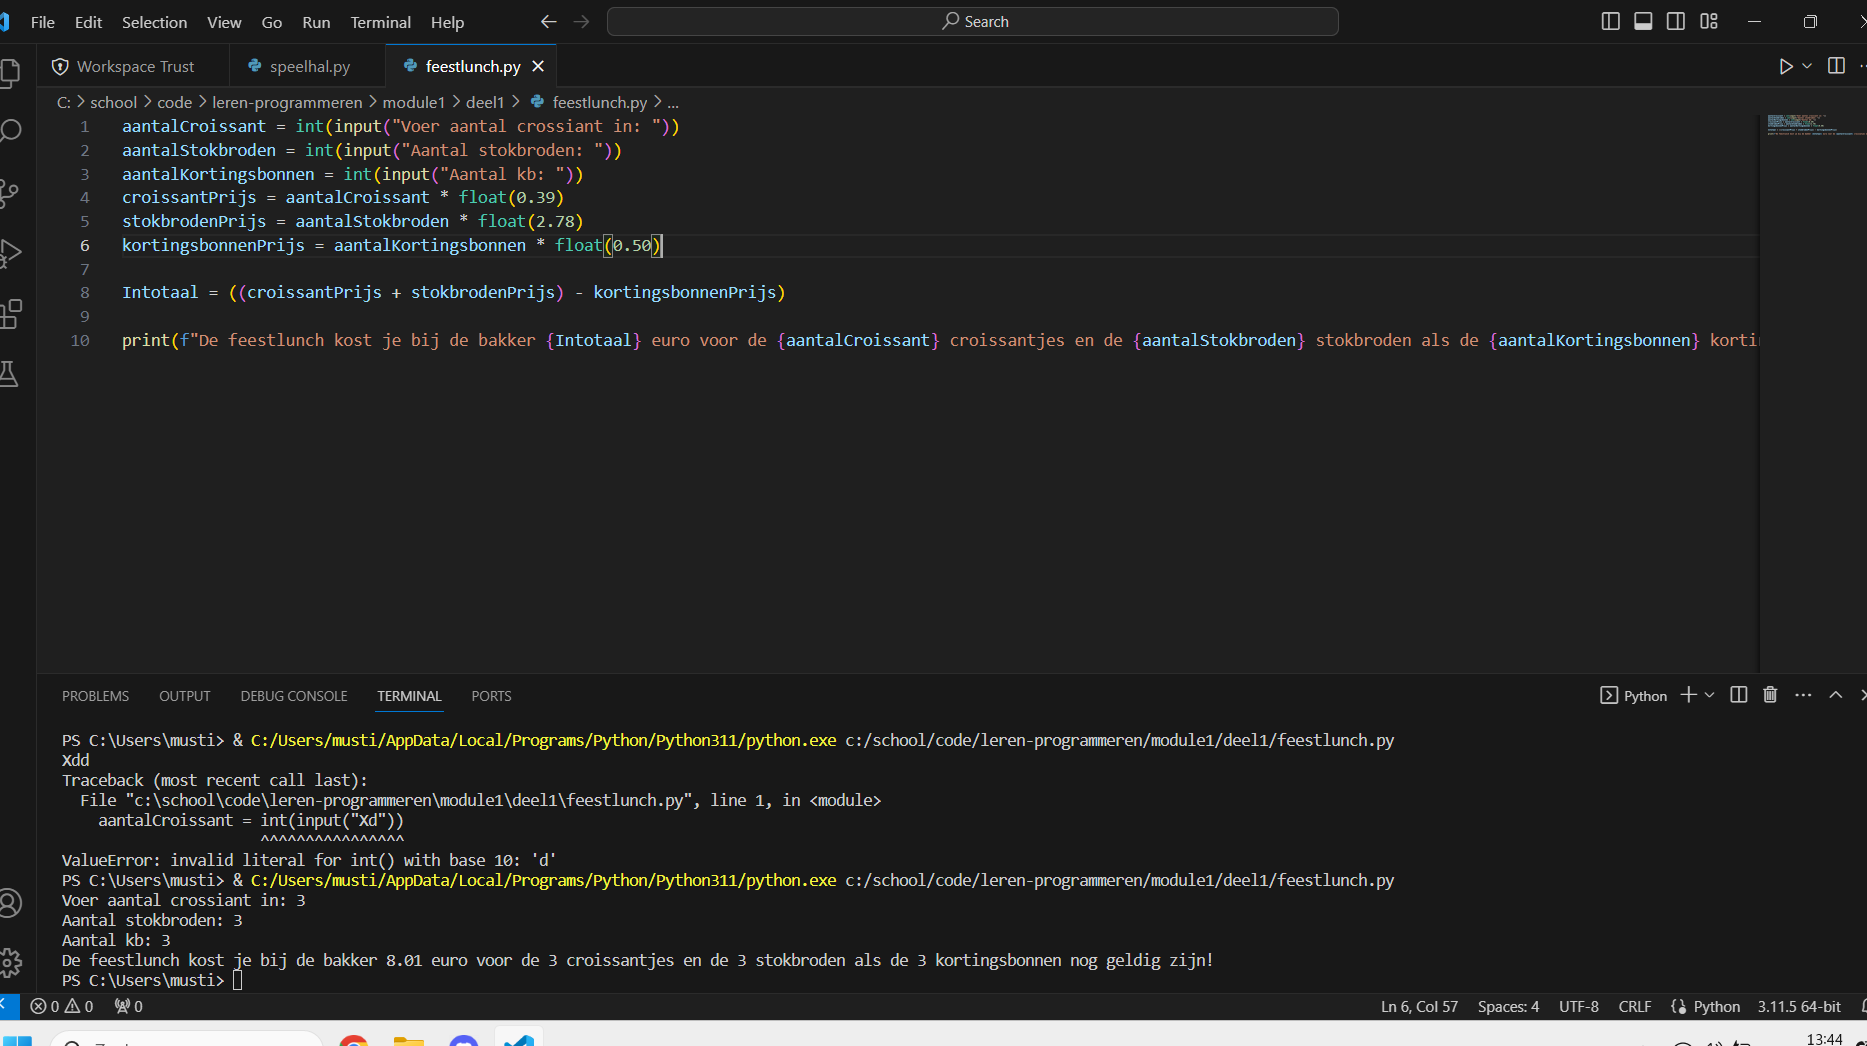 File Edit Selection View Go Run Terminal Help Search
Workspace Trust speelhal.py feestlunch.py
C: > school > code > leren-programmeren > module1 > deel1 > feestlunch.py > ...
1 aantalCroissant = int(input("Voer aantal crossiant in: "))
2 aantalStokbroden = int(input("Aantal stokbroden: "))
3 aantalKortingsbonnen = int(input("Aantal kb: "))
4 croissantPrijs = aantalCroissant * float(0.39)
5 stokbrodenPrijs = aantalStokbroden * float(2.78)
6 kortingsbonnenPrijs = aantalKortingsbonnen * float(0.50)
7
8 Intotaal = ((croissantPrijs + stokbrodenPrijs) - kortingsbonnenPrijs)
9
10 print(f"De feestlunch kost je bij de bakker {Intotaal} euro voor de {aantalCroissant} croissantjes en de {aantalStokbroden} stokbroden als de {aantalKortingsbonnen} korti
PROBLEMS OUTPUT DEBUG CONSOLE TERMINAL PORTS Python
PS C:\Users\musti> & C:/Users/musti/AppData/Local/Programs/Python/Python311/python.exe c:/school/code/leren-programmeren/module1/deel1/feestlunch.py
Xdd
Traceback (most recent call last):
File "c:\school\code\leren-programmeren\module1\deel1\feestlunch.py", line 1, in <module>
aantalCroissant = int(input("Xd"))
^^^^^^^^^^^^^^^^
ValueError: invalid literal for int() with base 10: 'd'
PS C:\Users\musti> & C:/Users/musti/AppData/Local/Programs/Python/Python311/python.exe c:/school/code/leren-programmeren/module1/deel1/feestlunch.py
Voer aantal crossiant in: 3
Aantal stokbroden: 3
Aantal kb: 3
De feestlunch kost je bij de bakker 8.01 euro voor de 3 croissantjes en de 3 stokbroden als de 3 kortingsbonnen nog geldig zijn!
PS C:\Users\musti>
0 0 0 Ln 6, Col 57 Spaces: 4 UTF-8 CRLF Python 3.11.5 64-bit
13:44